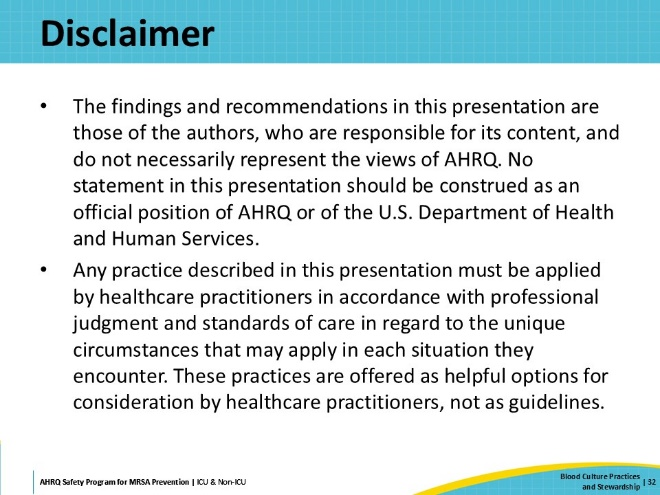 Disclaimer
• The findings and recommendations in this presentation are
those of the authors, who are responsible for its content, and
do not necessarily represent the views of AHRQ. No
statement in this presentation should be construed as an
official position of AHRQ or of the U.S. Department of Health
and Human Services.
• Any practice described in this presentation must be applied
by healthcare practitioners in accordance with professional
judgment and standards of care in regard to the unique
circumstances that may apply in each situation they
encounter. These practices are offered as helpful options for
consideration by healthcare practitioners, not as guidelines.
AHRQ Safety Program for MRSA Prevention | ICU & Non-ICU
Blood Culture Practices
and Stewardship | 32